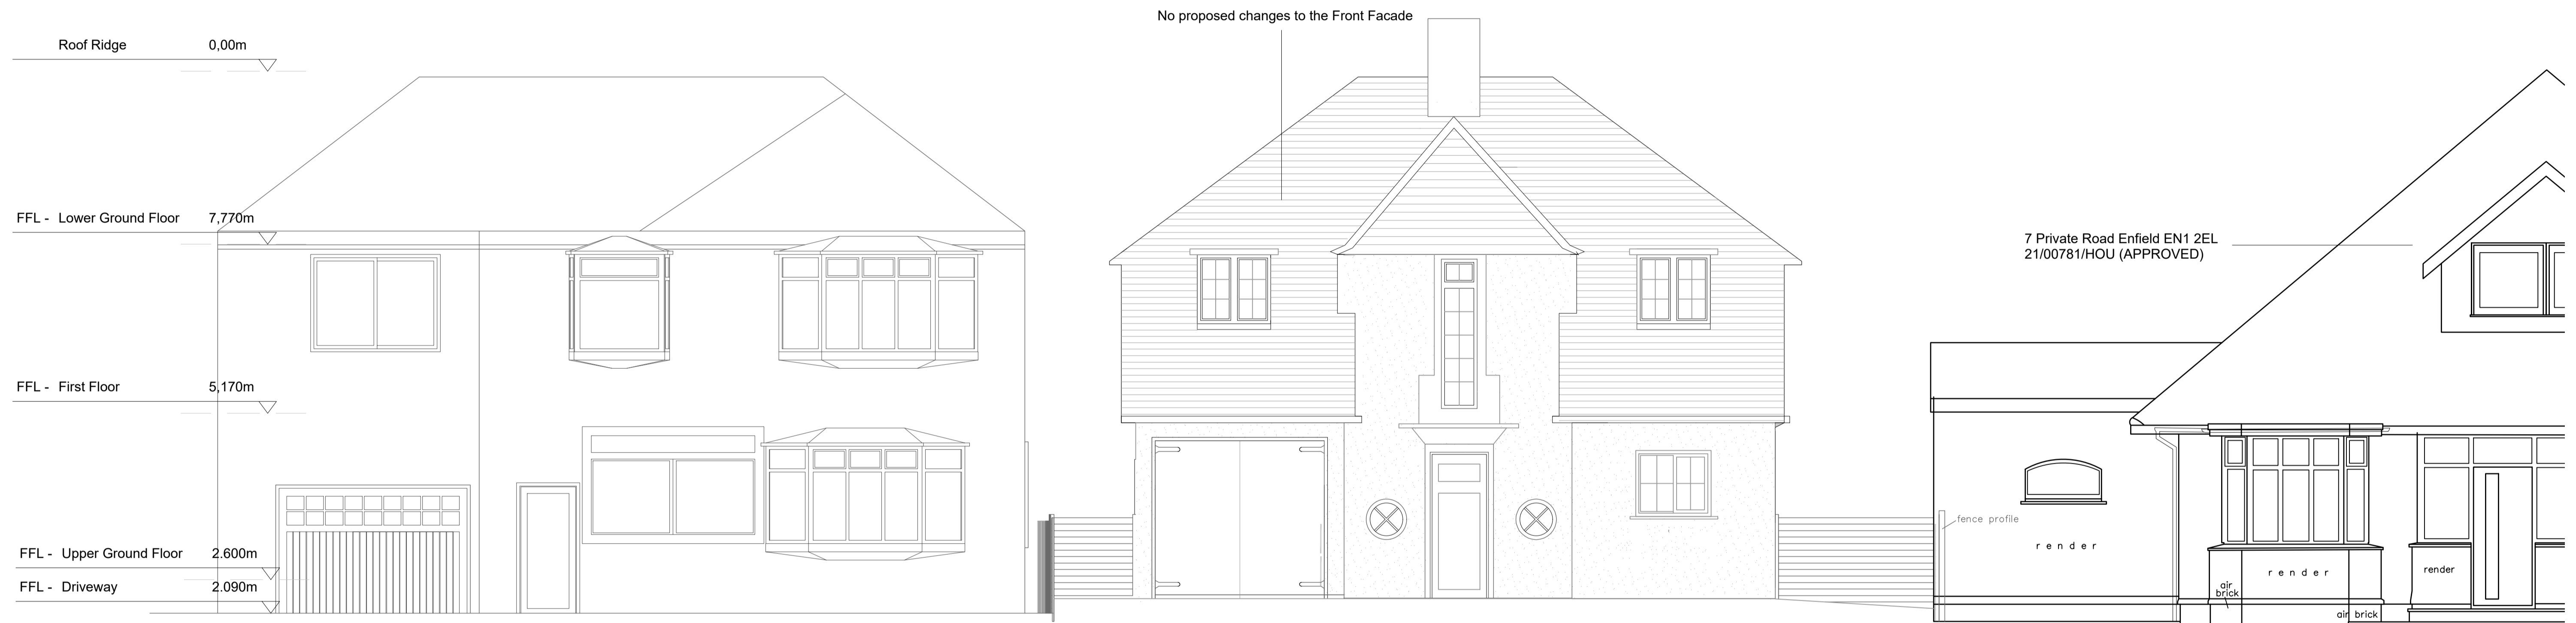 No proposed changes to the Front Facade
Roof Ridge 0,00m
FFL - Lower Ground Floor 7,770m
7 Private Road Enfield EN1 2EL
21/00781/HOU (APPROVED)
FFL - First Floor 5,170m
fence profile
render
FFL - Upper Ground Floor 2.600m
render
render
FFL - Driveway 2.090m
air
brick
air brick